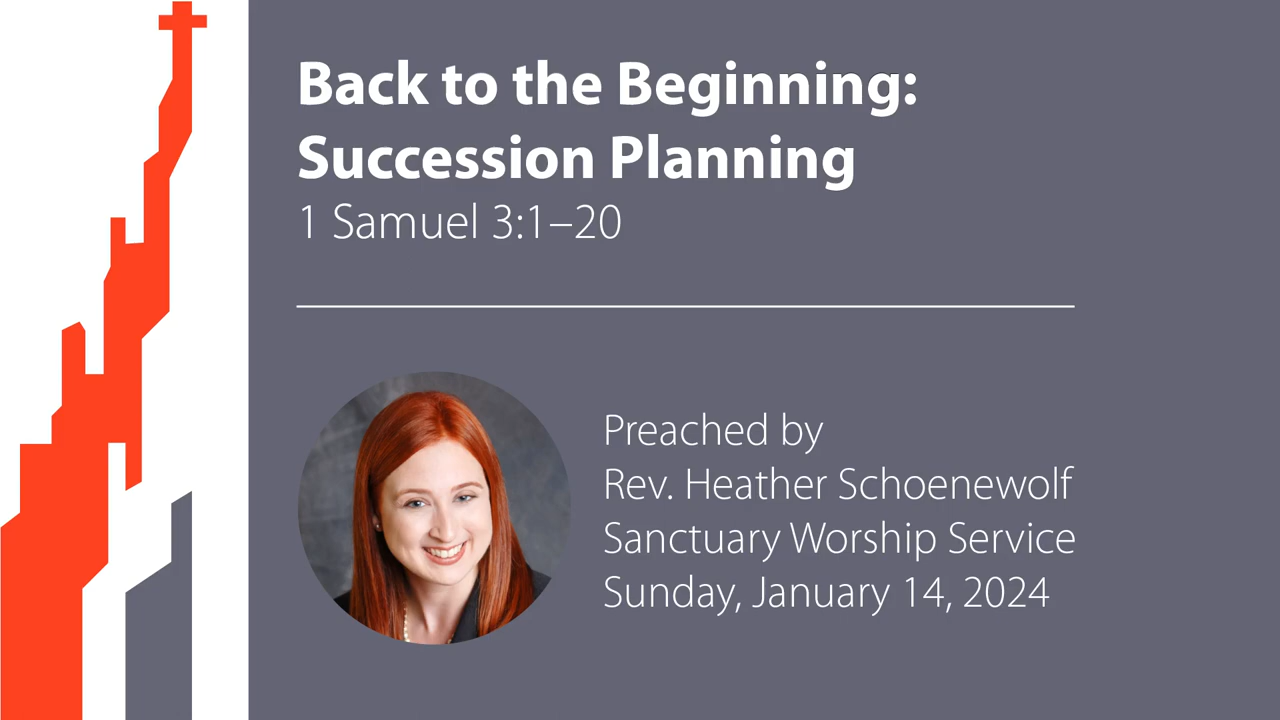 Back to the Beginning:
Succession Planning
1 Samuel 3:1–20
Preached by
Rev. Heather Schoenewolf
Sanctuary Worship Service
Sunday, January 14, 2024